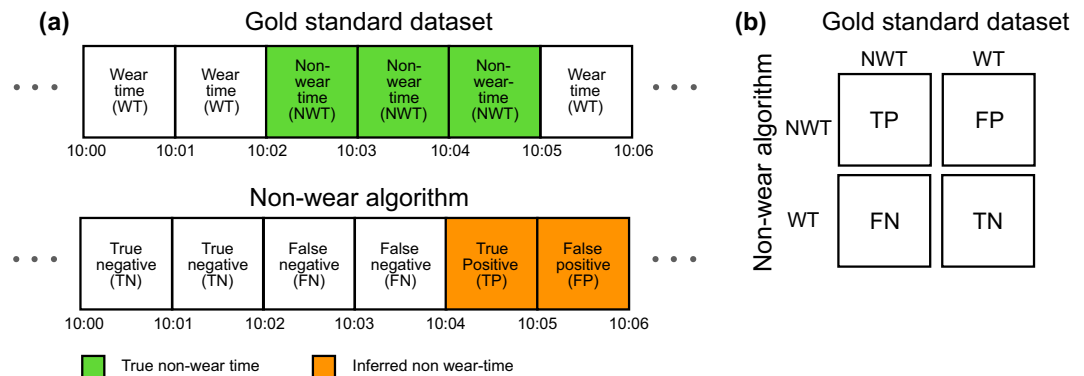 (a)
Gold standard dataset
Wear
time
(WT)
Wear
time
(WT)
Non-
wear
time
(NWT)
Non-
wear
time
(NWT)
Non-
wear-
time
(NWT)
Wear
time
(WT)
10:00 10:01 10:02 10:03 10:04 10:05 10:06
Non-wear algorithm
True
negative
(TN)
True
negative
(TN)
False
negative
(FN)
False
negative
(FN)
True
Positive
(TP)
False
positive
(FP)
10:00 10:01 10:02 10:03 10:04 10:05 10:06
True non-wear time
Inferred non wear-time
(b)
Gold standard dataset
NWT WT
Non-wear algorithm
NWT TP FP
WT FN TN